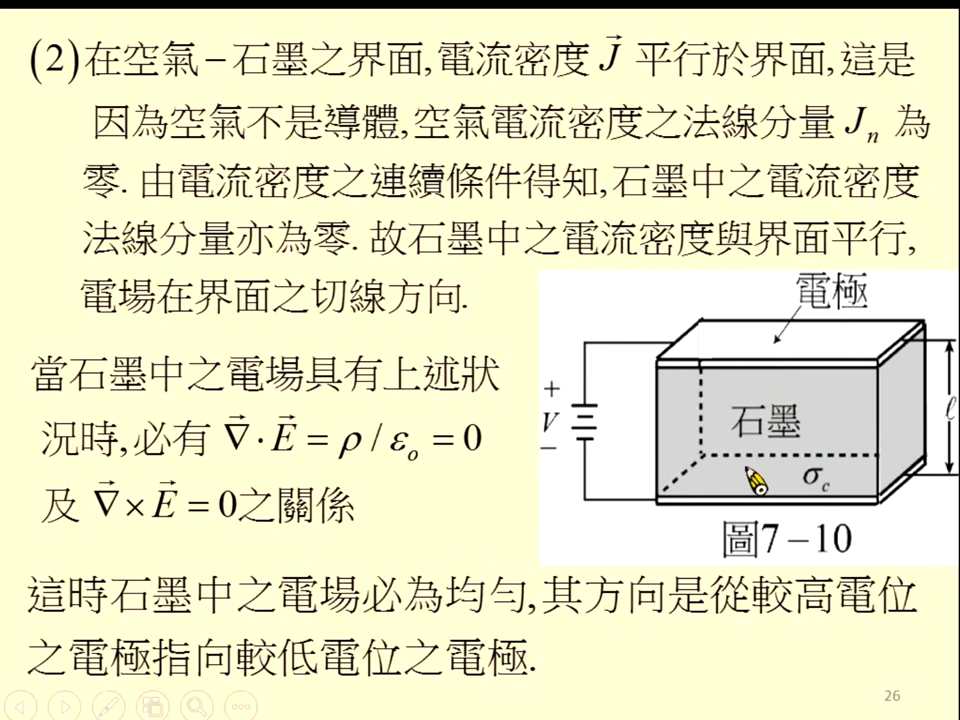 (2)在空氣－石墨之界面,電流密度 J⃗ 平行於界面,這是
因為空氣不是導體,空氣電流密度之法線分量 Jₙ 為
零. 由電流密度之連續條件得知,石墨中之電流密度
法線分量亦為零. 故石墨中之電流密度與界面平行,
電場在界面之切線方向.
當石墨中之電場具有上述狀
況時,必有 ∇⃗ · E⃗ = ρ / εₒ = 0
及 ∇⃗ × E⃗ = 0之關係
電極
+
V
−
石墨
ℓ
σ_c
圖7－10
這時石墨中之電場必為均勻,其方向是從較高電位
之電極指向較低電位之電極.
26